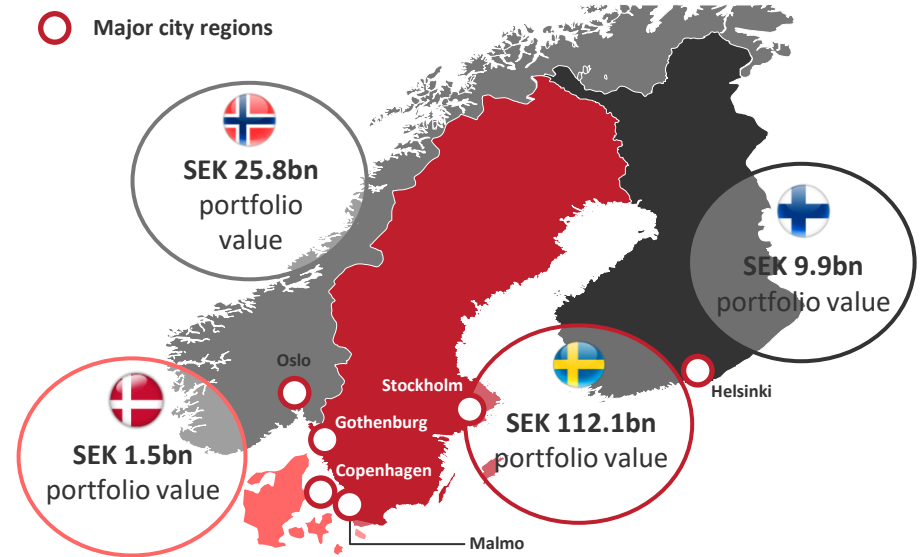 Major city regions
SEK 25.8bn
portfolio
value
SEK 9.9bn
portfolio value
Oslo
Stockholm
Helsinki
Gothenburg
SEK 112.1bn
portfolio value
SEK 1.5bn
portfolio value
Copenhagen
Malmo